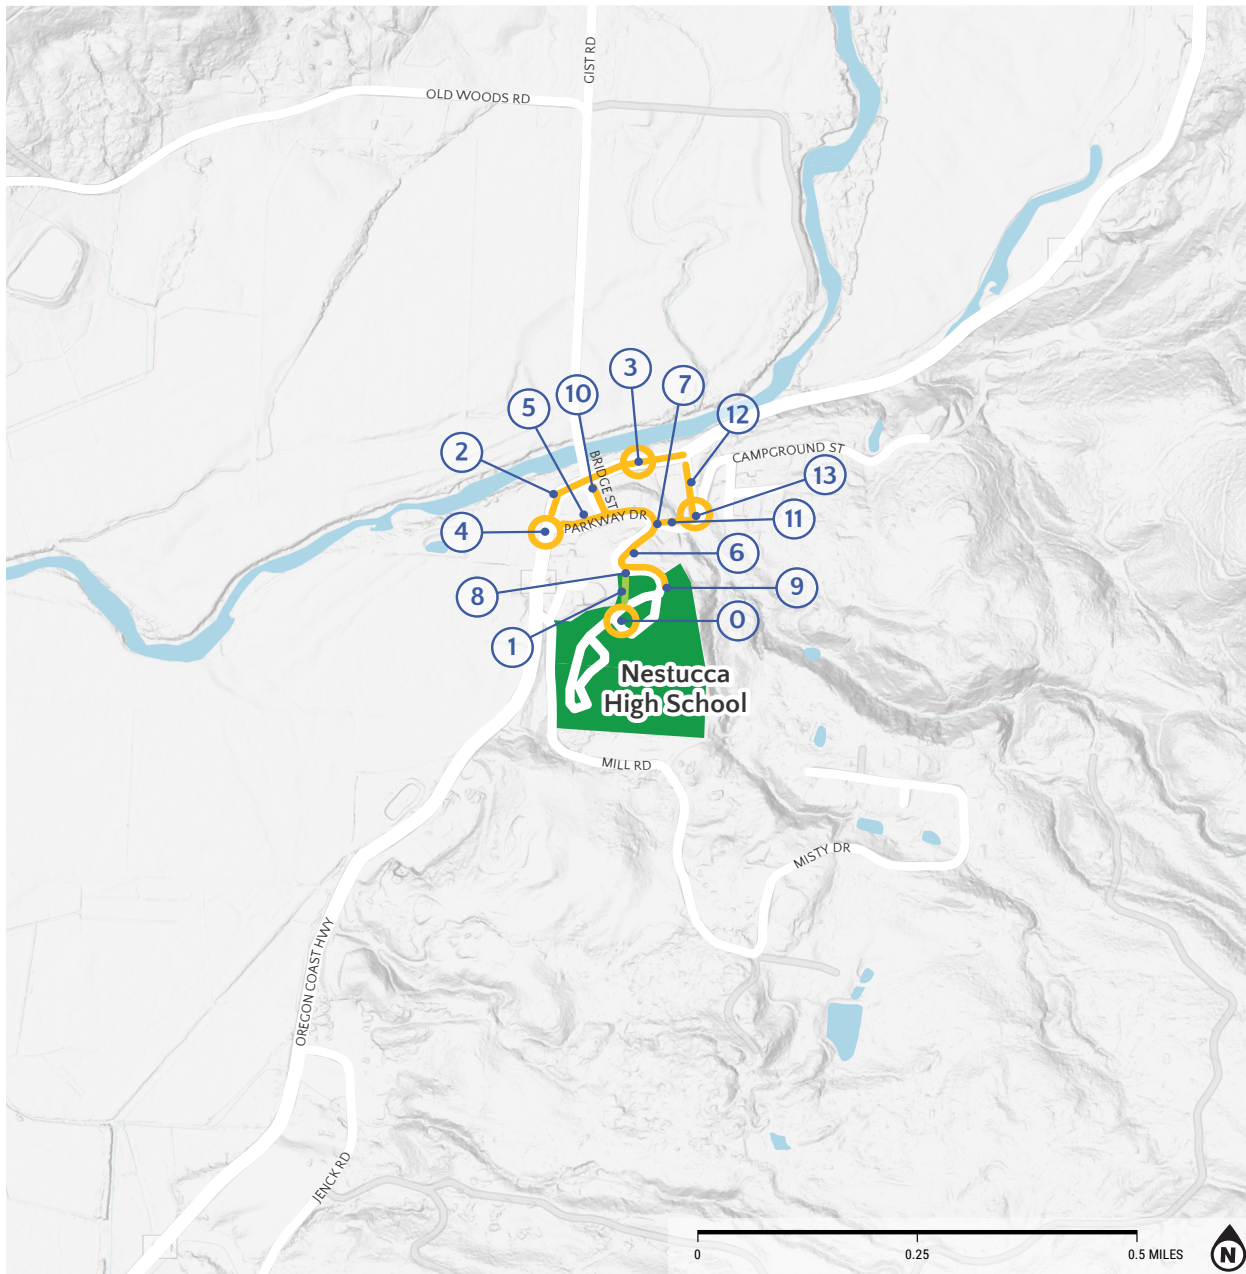 GIST RD
OLD WOODS RD
3
7
10
5
12
2
BRIDGE ST
CAMPGROUND ST
13
PARKWAY DR
11
4
6
9
8
0
1
Nestucca
High School
MILL RD
MISTY DR
OREGON COAST HWY
JENCK RD
0
0.25
0.5 MILES
N